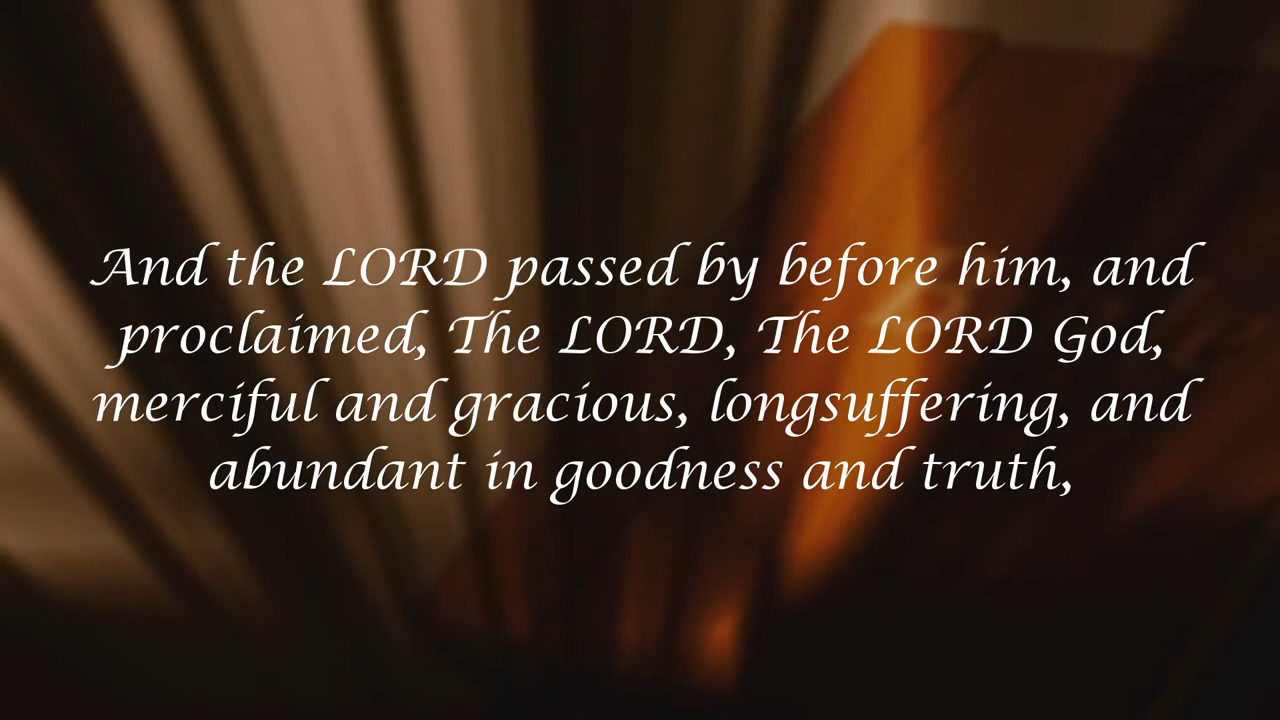 And the LORD passed by before him, and
proclaimed, The LORD, The LORD God,
merciful and gracious, longsuffering, and
abundant in goodness and truth,